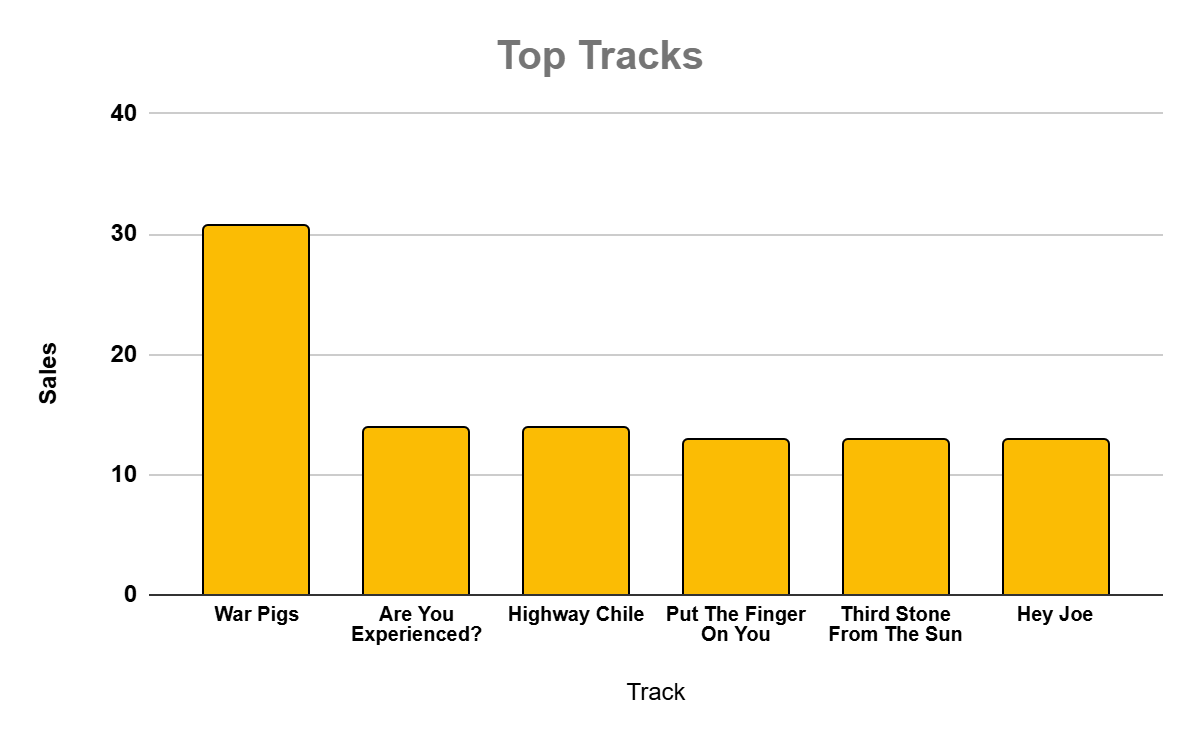 Top Tracks
40
30
20
10
0
Sales
War Pigs
Are You
Experienced?
Highway Chile
Put The Finger
On You
Third Stone
From The Sun
Hey Joe
Track